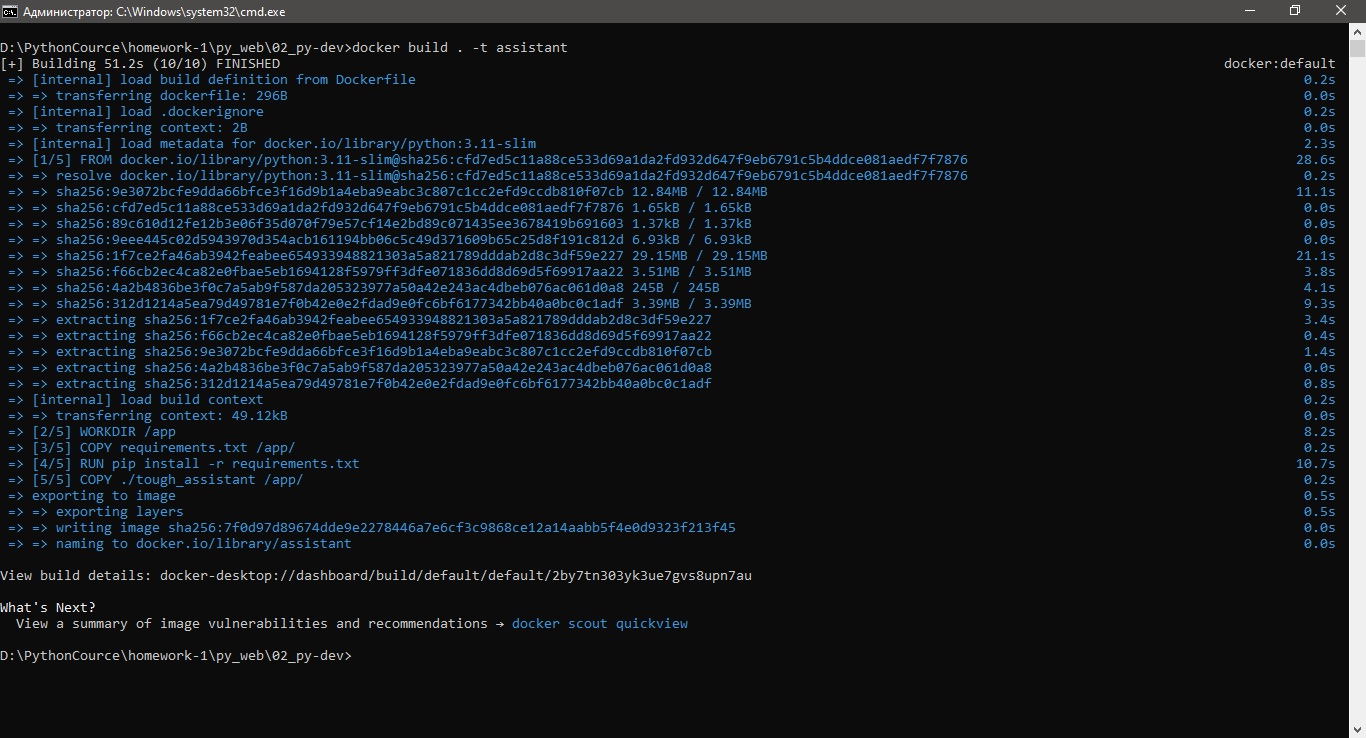 Администратор: C:\Windows\system32\cmd.exe
D:\PythonCource\homework-1\py_web\02_py-dev>docker build . -t assistant
[+] Building 51.2s (10/10) FINISHED docker:default
=> [internal] load build definition from Dockerfile 0.2s
=> => transferring dockerfile: 296B 0.0s
=> [internal] load .dockerignore 0.2s
=> => transferring context: 2B 0.0s
=> [internal] load metadata for docker.io/library/python:3.11-slim 2.3s
=> [1/5] FROM docker.io/library/python:3.11-slim@sha256:cfd7ed5c11a88ce533d69a1da2fd932d647f9eb6791c5b4ddce081aedf7f7876 28.6s
=> => resolve docker.io/library/python:3.11-slim@sha256:cfd7ed5c11a88ce533d69a1da2fd932d647f9eb6791c5b4ddce081aedf7f7876 0.2s
=> => sha256:9e3072bcfe9dda66bfce3f16d9b1a4eba9eabc3c807c1cc2efd9ccdb810f07cb 12.84MB / 12.84MB 11.1s
=> => sha256:cfd7ed5c11a88ce533d69a1da2fd932d647f9eb6791c5b4ddce081aedf7f7876 1.65kB / 1.65kB 0.0s
=> => sha256:89c610d12fe12b3e06f35d070f79e57cf14e2bd89c071435ee3678419b691603 1.37kB / 1.37kB 0.0s
=> => sha256:9eee445c02d5943970d354acb161194bb06c5c49d371609b65c25d8f191c812d 6.93kB / 6.93kB 0.0s
=> => sha256:1f7ce2fa46ab3942feabee654933948821303a5a821789dddab2d8c3df59e227 29.15MB / 29.15MB 21.1s
=> => sha256:f66cb2ec4ca82e0fbae5eb1694128f5979ff3dfe071836dd8d69d5f69917aa22 3.51MB / 3.51MB 3.8s
=> => sha256:4a2b4836be3f0c7a5ab9f587da205323977a50a42e243ac4dbeb076ac061d0a8 245B / 245B 4.1s
=> => sha256:312d1214a5ea79d49781e7f0b42e0e2fdad9e0fc6bf6177342bb40a0bc0c1adf 3.39MB / 3.39MB 9.3s
=> => extracting sha256:1f7ce2fa46ab3942feabee654933948821303a5a821789dddab2d8c3df59e227 3.4s
=> => extracting sha256:f66cb2ec4ca82e0fbae5eb1694128f5979ff3dfe071836dd8d69d5f69917aa22 0.4s
=> => extracting sha256:9e3072bcfe9dda66bfce3f16d9b1a4eba9eabc3c807c1cc2efd9ccdb810f07cb 1.4s
=> => extracting sha256:4a2b4836be3f0c7a5ab9f587da205323977a50a42e243ac4dbeb076ac061d0a8 0.0s
=> => extracting sha256:312d1214a5ea79d49781e7f0b42e0e2fdad9e0fc6bf6177342bb40a0bc0c1adf 0.8s
=> [internal] load build context 0.2s
=> => transferring context: 49.12kB 0.0s
=> [2/5] WORKDIR /app 8.2s
=> [3/5] COPY requirements.txt /app/ 0.2s
=> [4/5] RUN pip install -r requirements.txt 10.7s
=> [5/5] COPY ./tough_assistant /app/ 0.2s
=> exporting to image 0.5s
=> => exporting layers 0.5s
=> => writing image sha256:7f0d97d89674dde9e2278446a7e6cf3c9868ce12a14aabb5f4e0d9323f213f45 0.0s
=> => naming to docker.io/library/assistant 0.0s
View build details: docker-desktop://dashboard/build/default/default/2by7tn303yk3ue7gvs8upn7au
What's Next?
View a summary of image vulnerabilities and recommendations → docker scout quickview
D:\PythonCource\homework-1\py_web\02_py-dev>